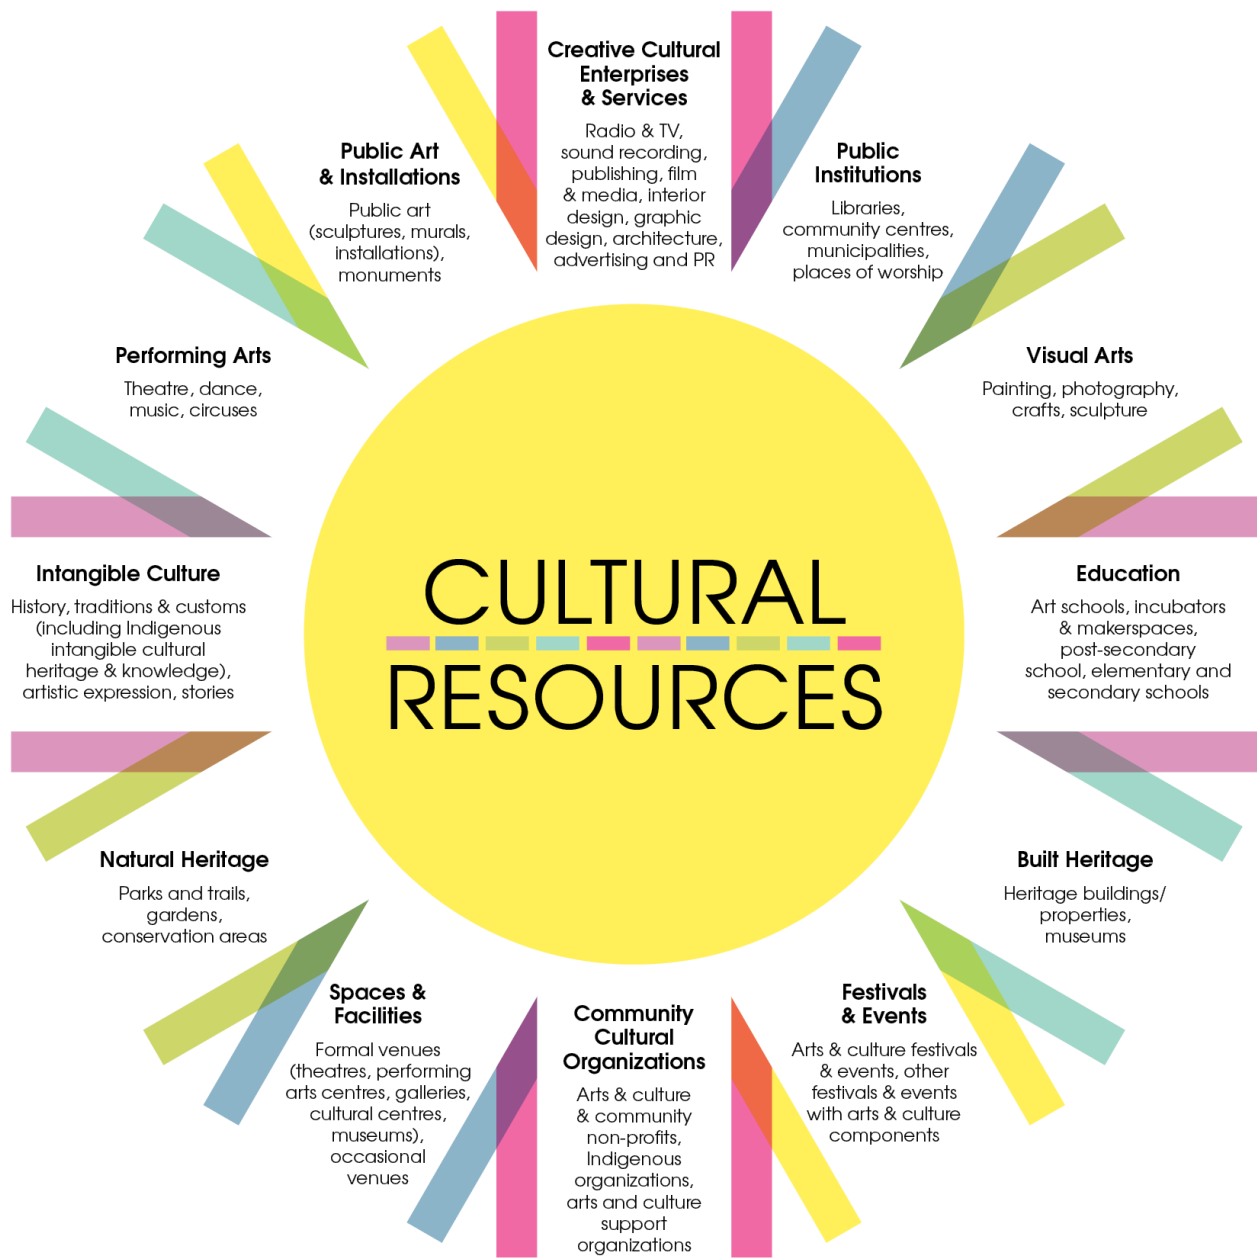 Creative Cultural
Enterprises
& Services
Radio & TV,
sound recording,
publishing, film
& media, interior
design, graphic
design, architecture,
advertising and PR
Public
Institutions
Libraries,
community centres,
municipalities,
places of worship
Visual Arts
Painting, photography,
crafts, sculpture
Education
Art schools, incubators
& makerspaces,
post-secondary
school, elementary and
secondary schools
Built Heritage
Heritage buildings/
properties,
museums
Festivals
& Events
Arts & culture festivals
& events, other
festivals & events
with arts & culture
components
Community
Cultural
Organizations
Arts & culture
& community
non-profits,
Indigenous
organizations,
arts and culture
support
organizations
Spaces &
Facilities
Formal venues
(theatres, performing
arts centres, galleries,
cultural centres,
museums),
occasional
venues
Natural Heritage
Parks and trails,
gardens,
conservation areas
Intangible Culture
History, traditions & customs
(including Indigenous
intangible cultural
heritage & knowledge),
artistic expression, stories
Performing Arts
Theatre, dance,
music, circuses
Public Art
& Installations
Public art
(sculptures, murals,
installations),
monuments
CULTURAL
RESOURCES